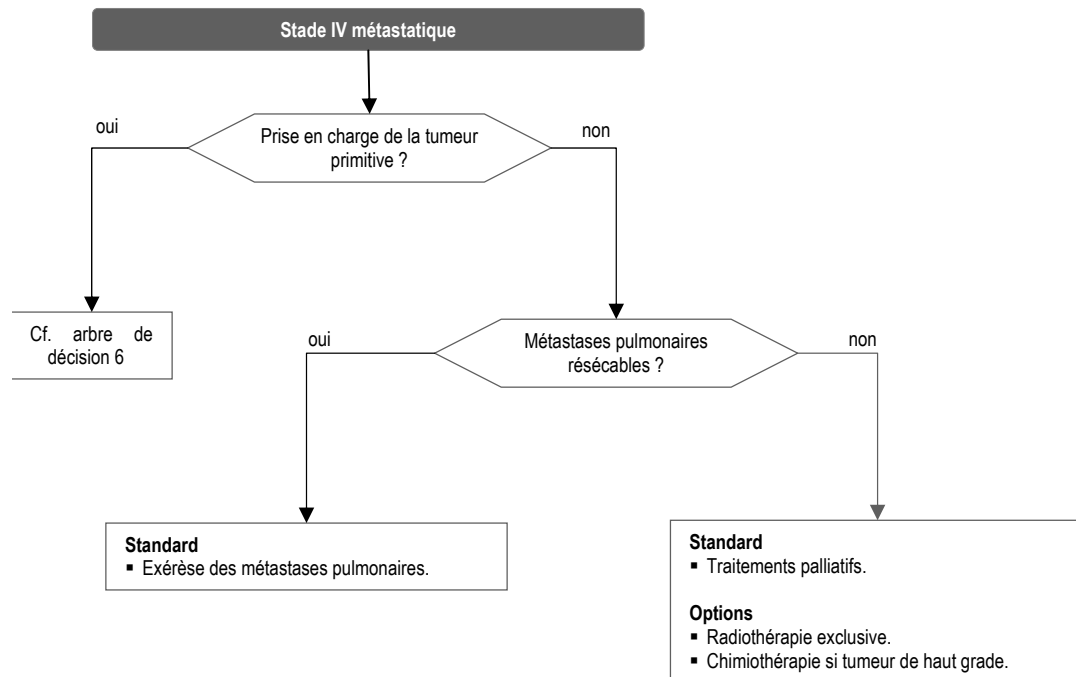 Stade IV métastatique
oui
Prise en charge de la tumeur
primitive ?
non
Cf. arbre de
décision 6
oui
Métastases pulmonaires
résécables ?
non
Standard
▪ Exérèse des métastases pulmonaires.
Standard
▪ Traitements palliatifs.
Options
▪ Radiothérapie exclusive.
▪ Chimiothérapie si tumeur de haut grade.